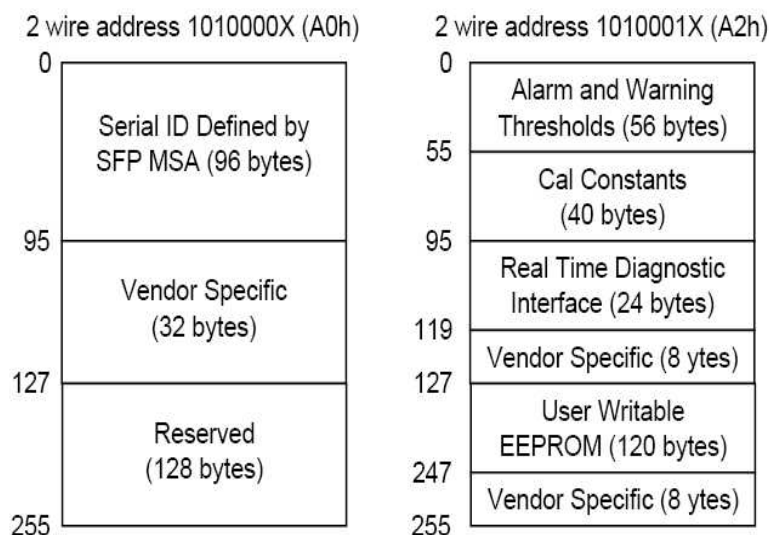 2 wire address 1010000X (A0h)
0
Serial ID Defined by
SFP MSA (96 bytes)
95
Vendor Specific
(32 bytes)
127
Reserved
(128 bytes)
255
2 wire address 1010001X (A2h)
0
Alarm and Warning
Thresholds (56 bytes)
55
Cal Constants
(40 bytes)
95
Real Time Diagnostic
Interface (24 bytes)
119
Vendor Specific (8 ytes)
127
User Writable
EEPROM (120 bytes)
247
Vendor Specific (8 ytes)
255